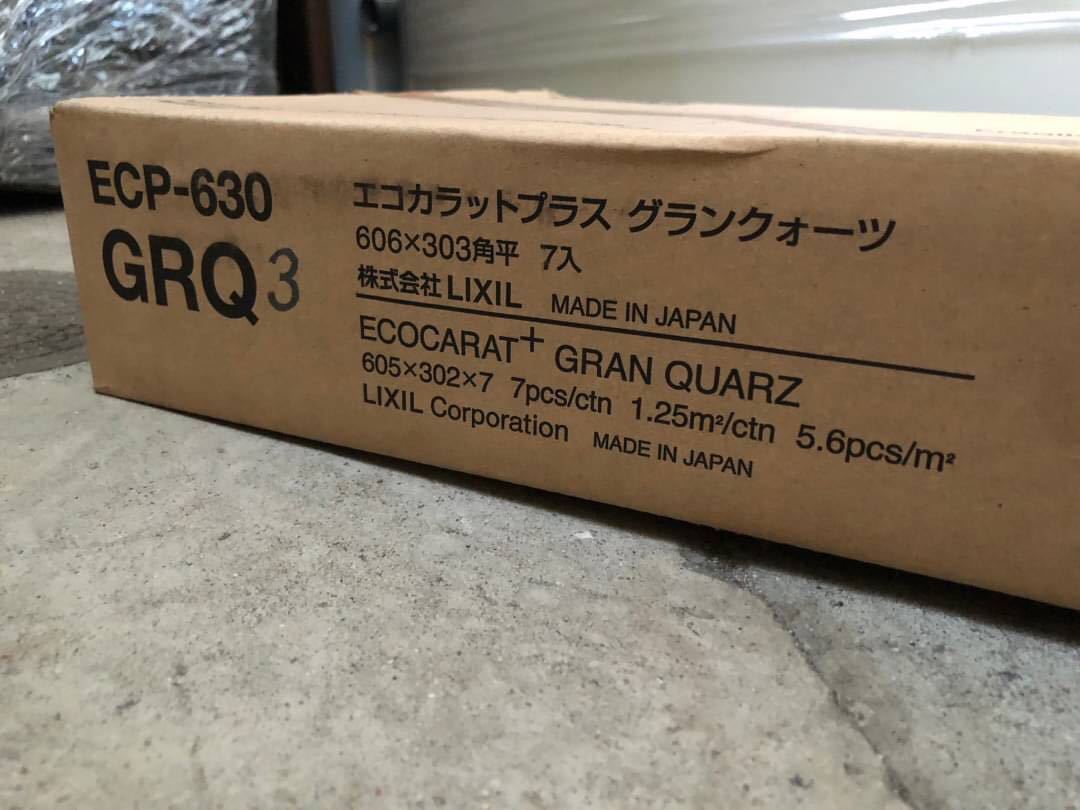 ECP-630
GRQ3
エコカラットプラス グランクォーツ
606×303角平 7入
株式会社LIXIL MADE IN JAPAN
ECOCARAT+ GRAN QUARZ
605×302×7 7pcs/ctn 1.25m²/ctn 5.6pcs/m²
LIXIL Corporation MADE IN JAPAN